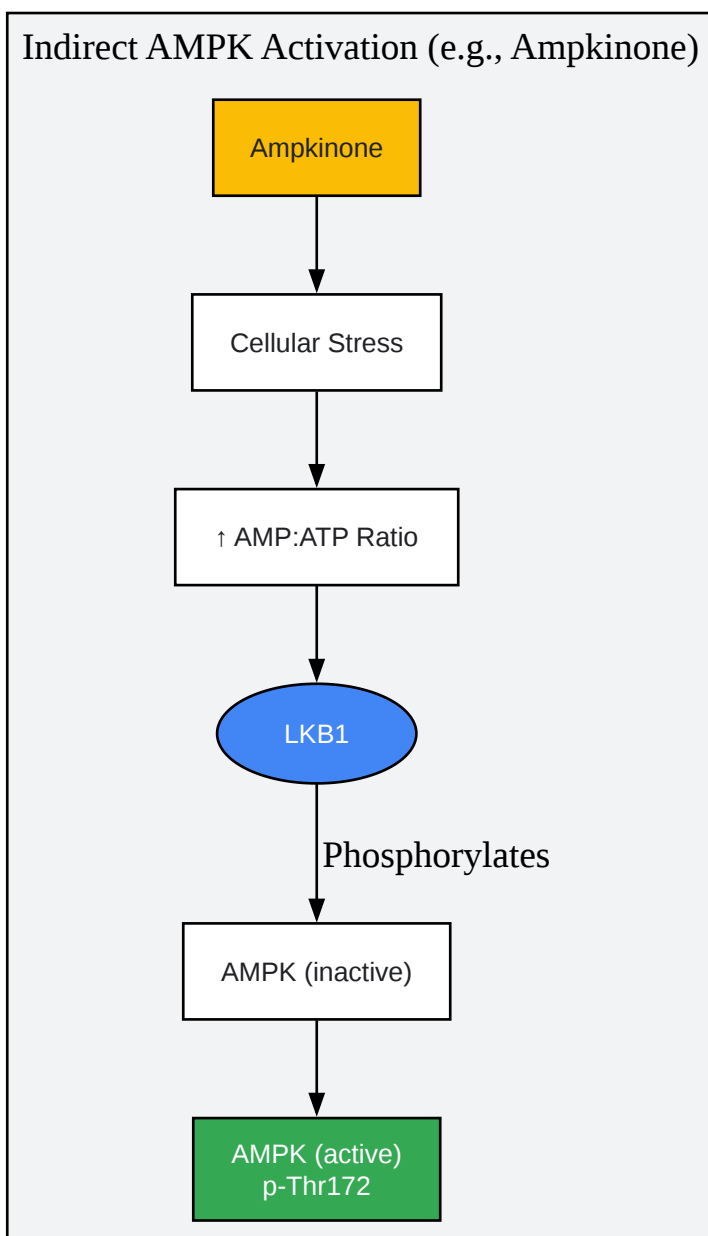 Indirect AMPK Activation (e.g., Ampkinone)
Ampkinone
Cellular Stress
↑ AMP:ATP Ratio
LKB1
Phosphorylates
AMPK (inactive)
AMPK (active)
p-Thr172